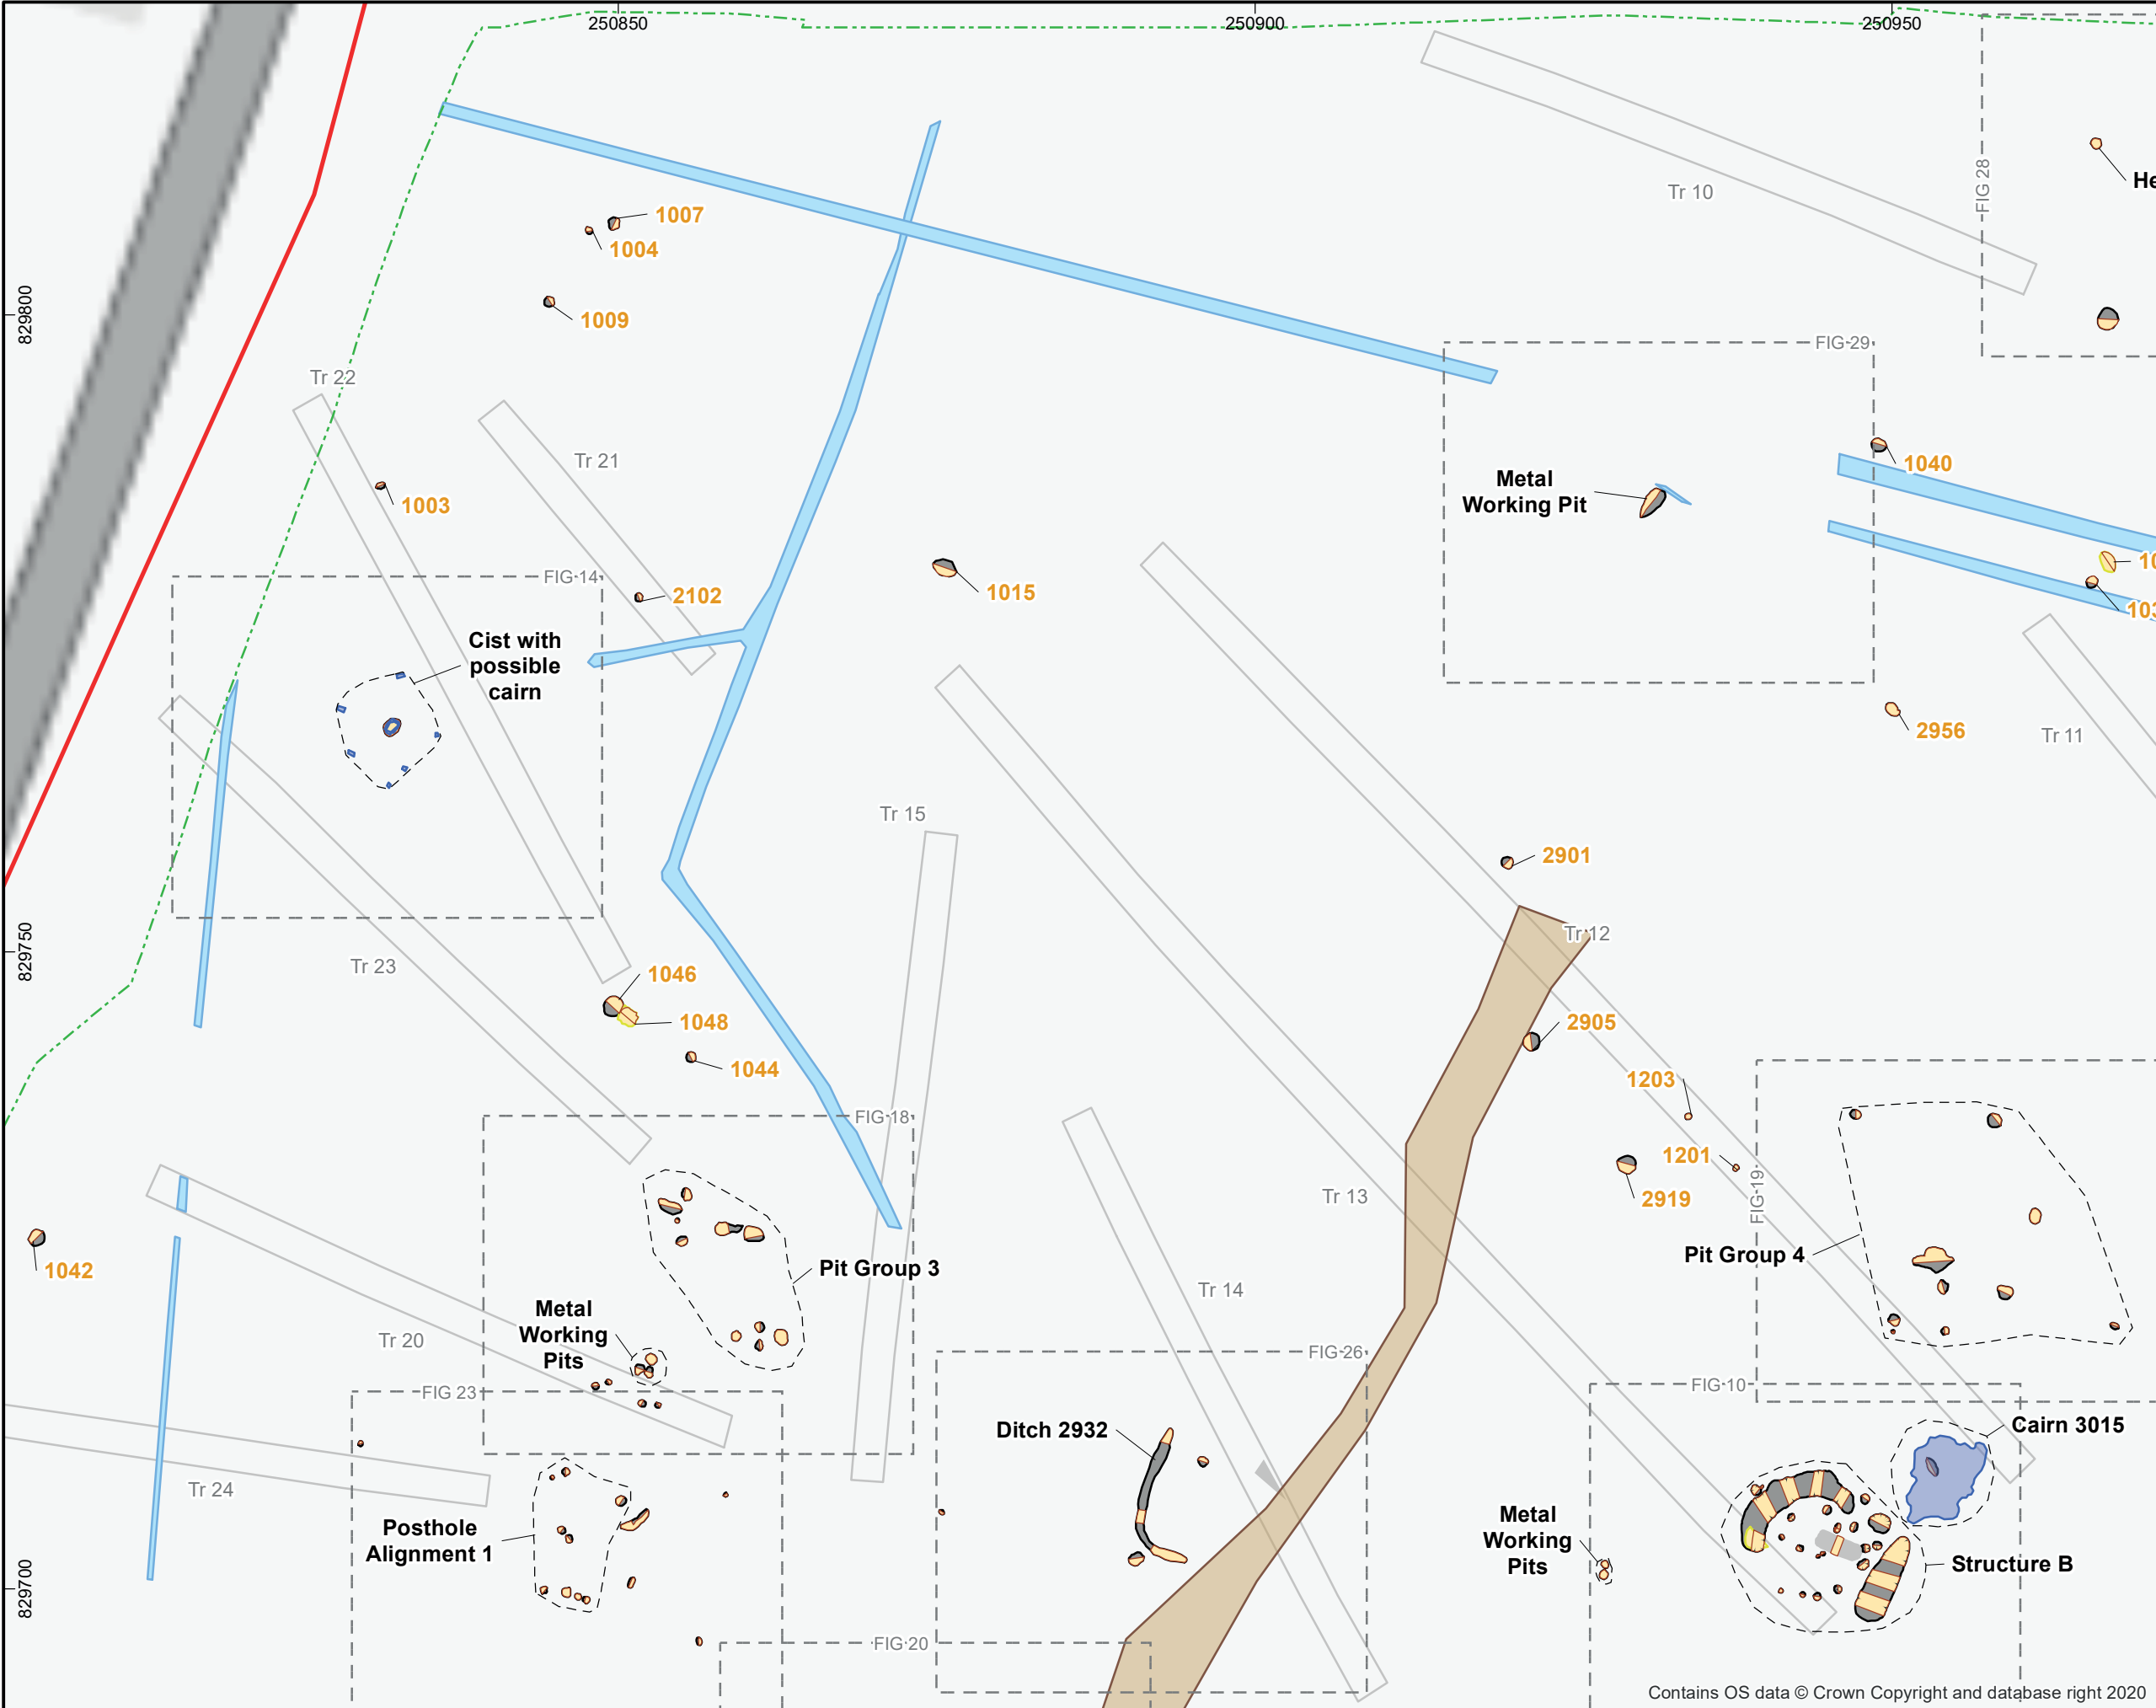 250850
250900
250950
Tr 10
FIG 28
He
1007
1004
829800
1009
FIG 29
Tr 22
Tr 21
1040
Metal
Working Pit
1003
10
1015
2102
103
FIG 14
Cist with
possible
cairn
2956
Tr 11
Tr 15
2901
Tr 12
829750
Tr 23
1046
1048
2905
1044
1203
FIG 18
1201
2919
FIG 19
Tr 13
Pit Group 4
1042
Pit Group 3
Tr 14
Metal
Working
Pits
Tr 20
FIG 26
FIG 23
FIG 10
Ditch 2932
Cairn 3015
Tr 24
Posthole
Alignment 1
Metal
Working
Pits
Structure B
829700
FIG 20
Contains OS data © Crown Copyright and database right 2020